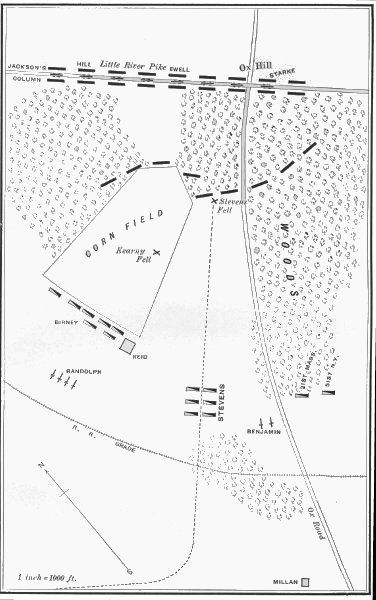 JACKSON'S
COLUMN
HILL
Little River Pike
EWELL
Ox Hill
STARKE
Stevens
Fell
CORN FIELD
Kearny
Fell
WOODS
BIRNEY
REID
RANDOLPH
STEVENS
21ST. MASS.
51ST. N.Y.
BENJAMIN
R. R. GRADE
Ox Road
N
S
1 inch = 1000 ft.
MILLAN